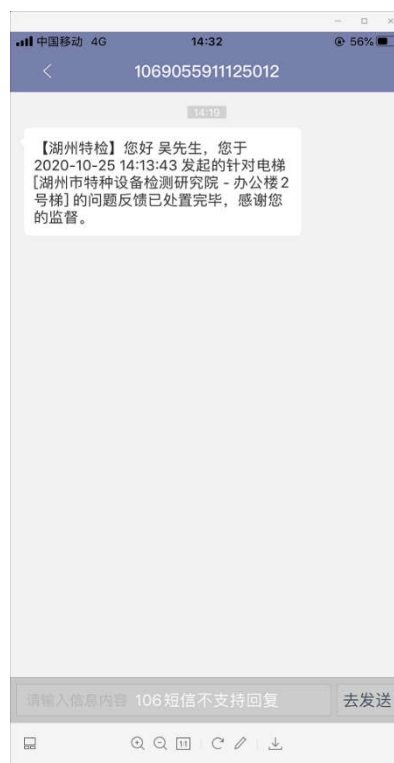 中国移动 4G 14:32 56%
1069055911125012
14:19
【湖州特检】您好 吴先生，您于
2020-10-25 14:13:43 发起的针对电梯
[湖州市特种设备检测研究院 - 办公楼2
号梯] 的问题反馈已处置完毕，感谢您
的监督。
请输入信息内容 106短信不支持回复 去发送